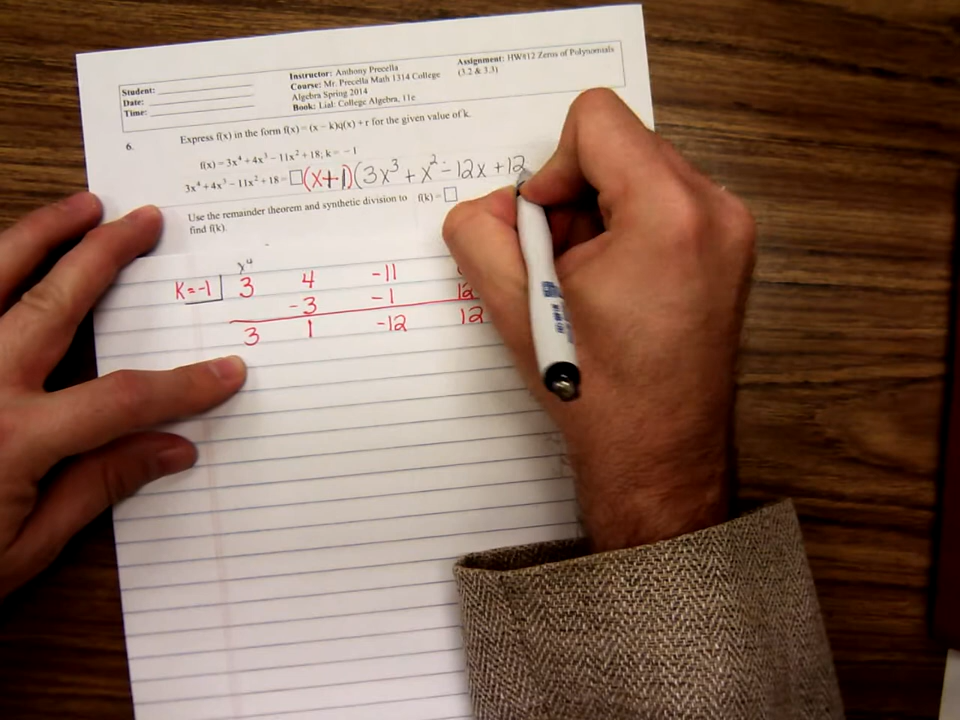 Student:
Date:
Time:
Instructor: Anthony Precella
Course: Mr. Precella Math 1314 College
Algebra Spring 2014
Book: Lial: College Algebra, 11e
Assignment: HW#12 Zeros of Polynomials
(3.2 & 3.3)
6.
Express f(x) in the form f(x) = (x − k)q(x) + r for the given value of k.
f(x) = 3x⁴ + 4x³ − 11x² + 18; k = −1
3x⁴ + 4x³ − 11x² + 18 = □ (x+1)(3x³ + x² - 12x + 12
Use the remainder theorem and synthetic division to f(k) = □
find f(k).
x⁴
K=-1 3 4 -11
-3 -1 12
3 1 -12 12